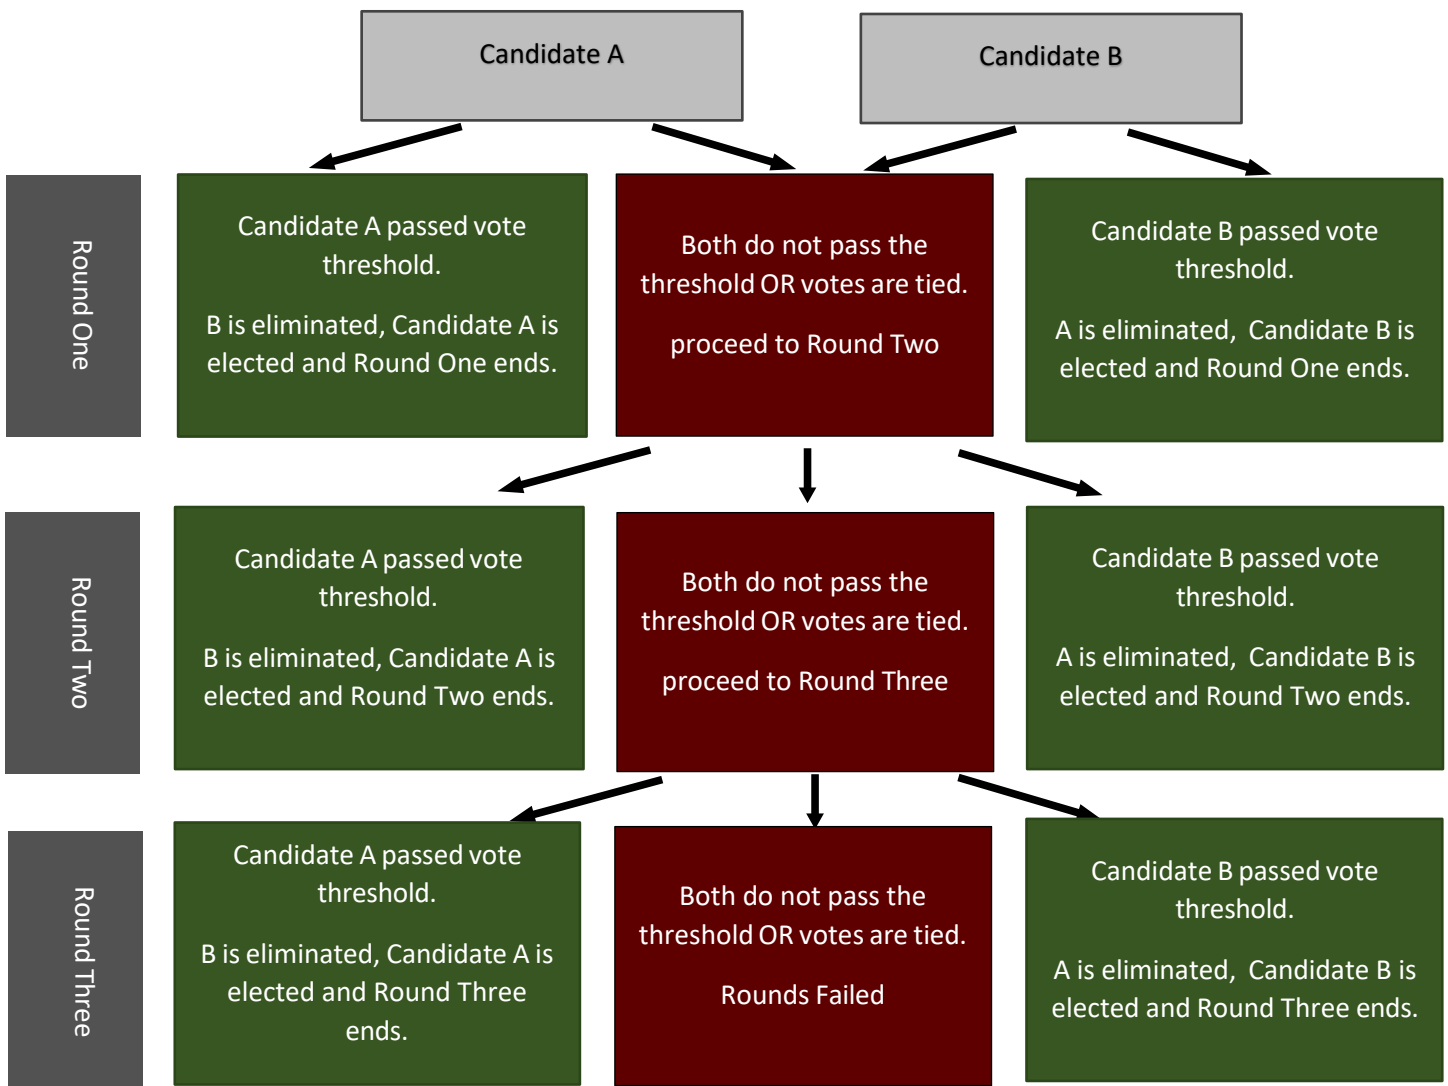 Candidate A
Candidate B
Round One
Candidate A passed vote
threshold.
B is eliminated, Candidate A is
elected and Round One ends.
Both do not pass the
threshold OR votes are tied.
proceed to Round Two
Candidate B passed vote
threshold.
A is eliminated, Candidate B is
elected and Round One ends.
Round Two
Candidate A passed vote
threshold.
B is eliminated, Candidate A is
elected and Round Two ends.
Both do not pass the
threshold OR votes are tied.
proceed to Round Three
Candidate B passed vote
threshold.
A is eliminated, Candidate B is
elected and Round Two ends.
Round Three
Candidate A passed vote
threshold.
B is eliminated, Candidate A is
elected and Round Three
ends.
Both do not pass the
threshold OR votes are tied.
Rounds Failed
Candidate B passed vote
threshold.
A is eliminated, Candidate B is
elected and Round Three ends.